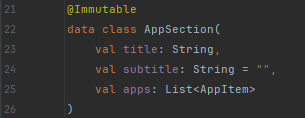 21 @Immutable
22 data class AppSection(
23     val title: String,
24     val subtitle: String = "",
25     val apps: List<AppItem>
26 )